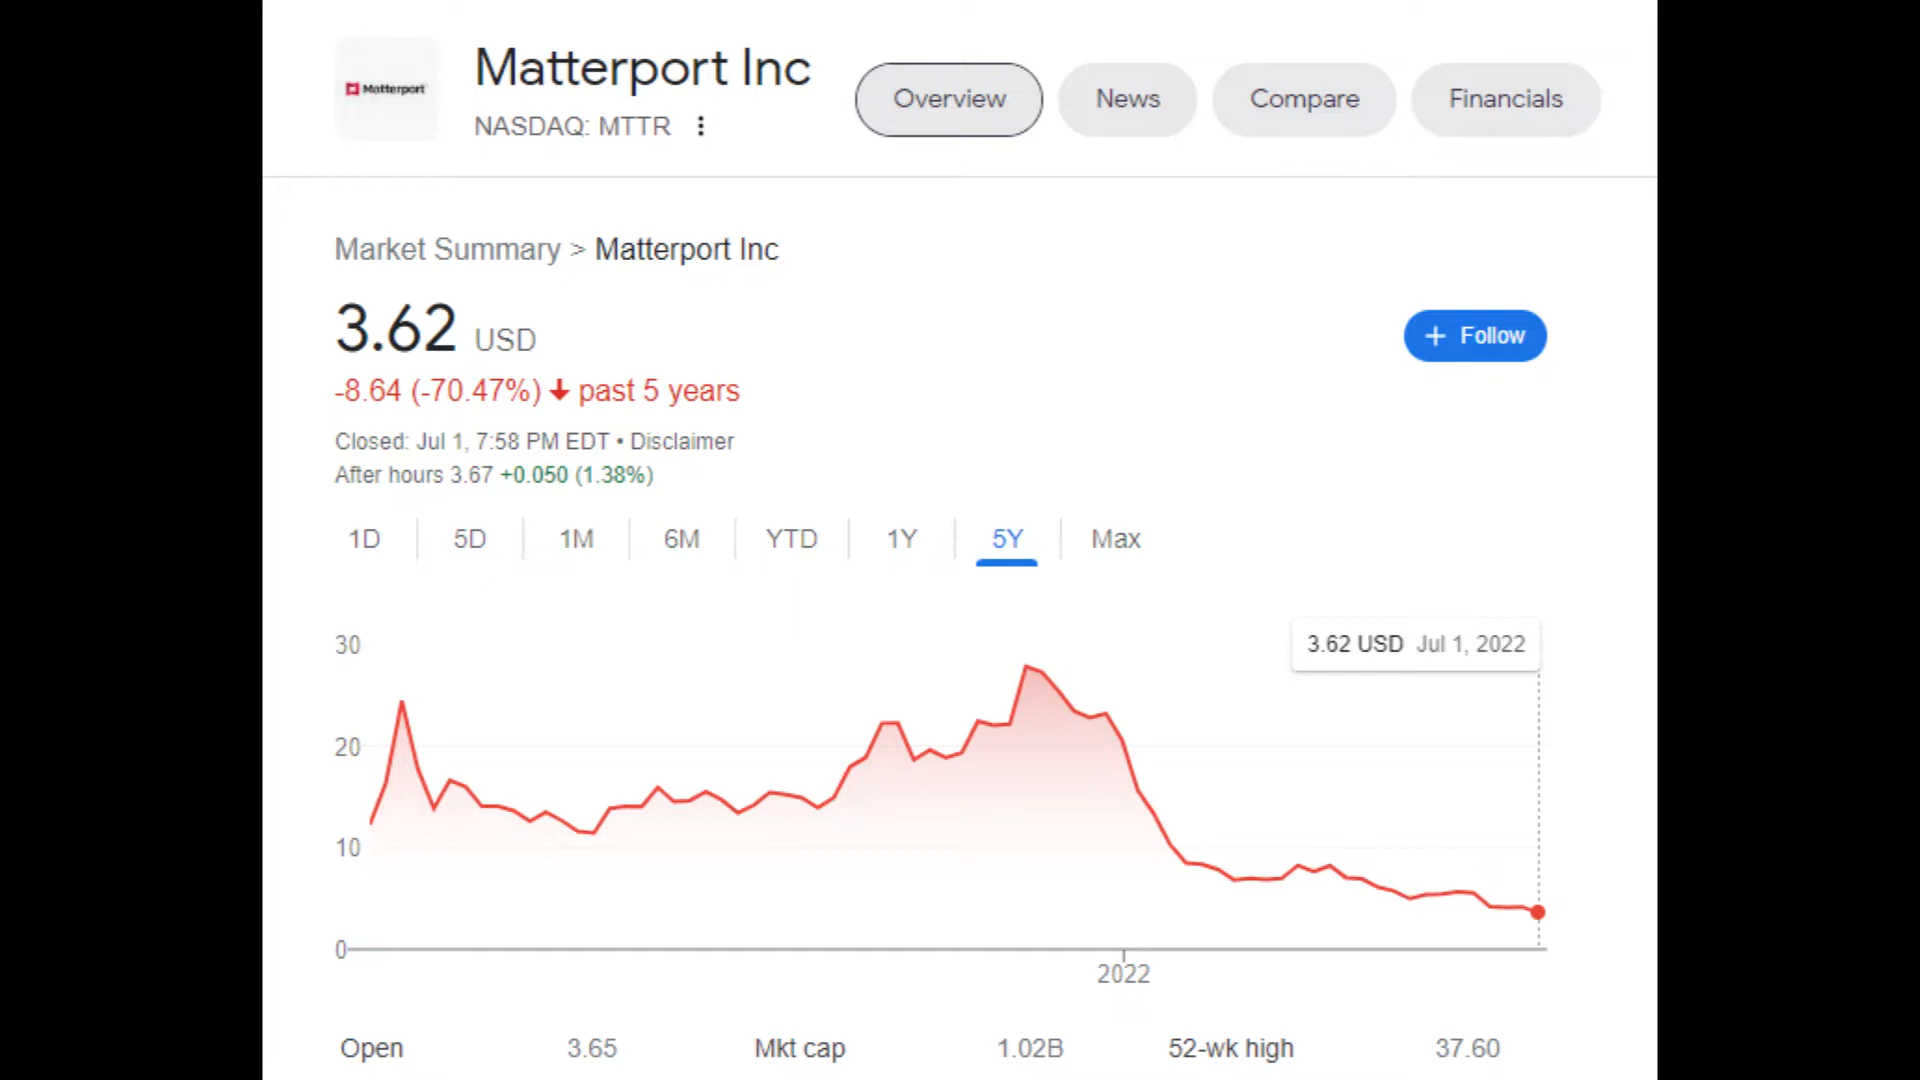 Matterport
Matterport Inc
NASDAQ: MTTR
Overview
News
Compare
Financials
Market Summary > Matterport Inc
3.62 USD
+ Follow
-8.64 (-70.47%) ↓ past 5 years
Closed: Jul 1, 7:58 PM EDT • Disclaimer
After hours 3.67 +0.050 (1.38%)
1D 5D 1M 6M YTD 1Y 5Y Max
3.62 USD Jul 1, 2022
30
20
10
0
2022
Open 3.65 Mkt cap 1.02B 52-wk high 37.60